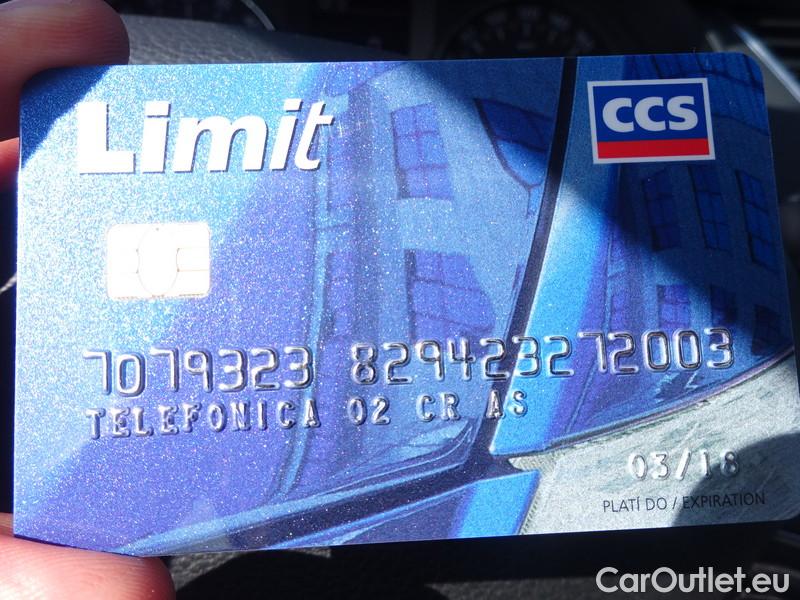 Limit
CCS
7079323 829423272003
TELEFONICA O2 CR AS
03/18
PLATÍ DO / EXPIRATION
CarOutlet.eu